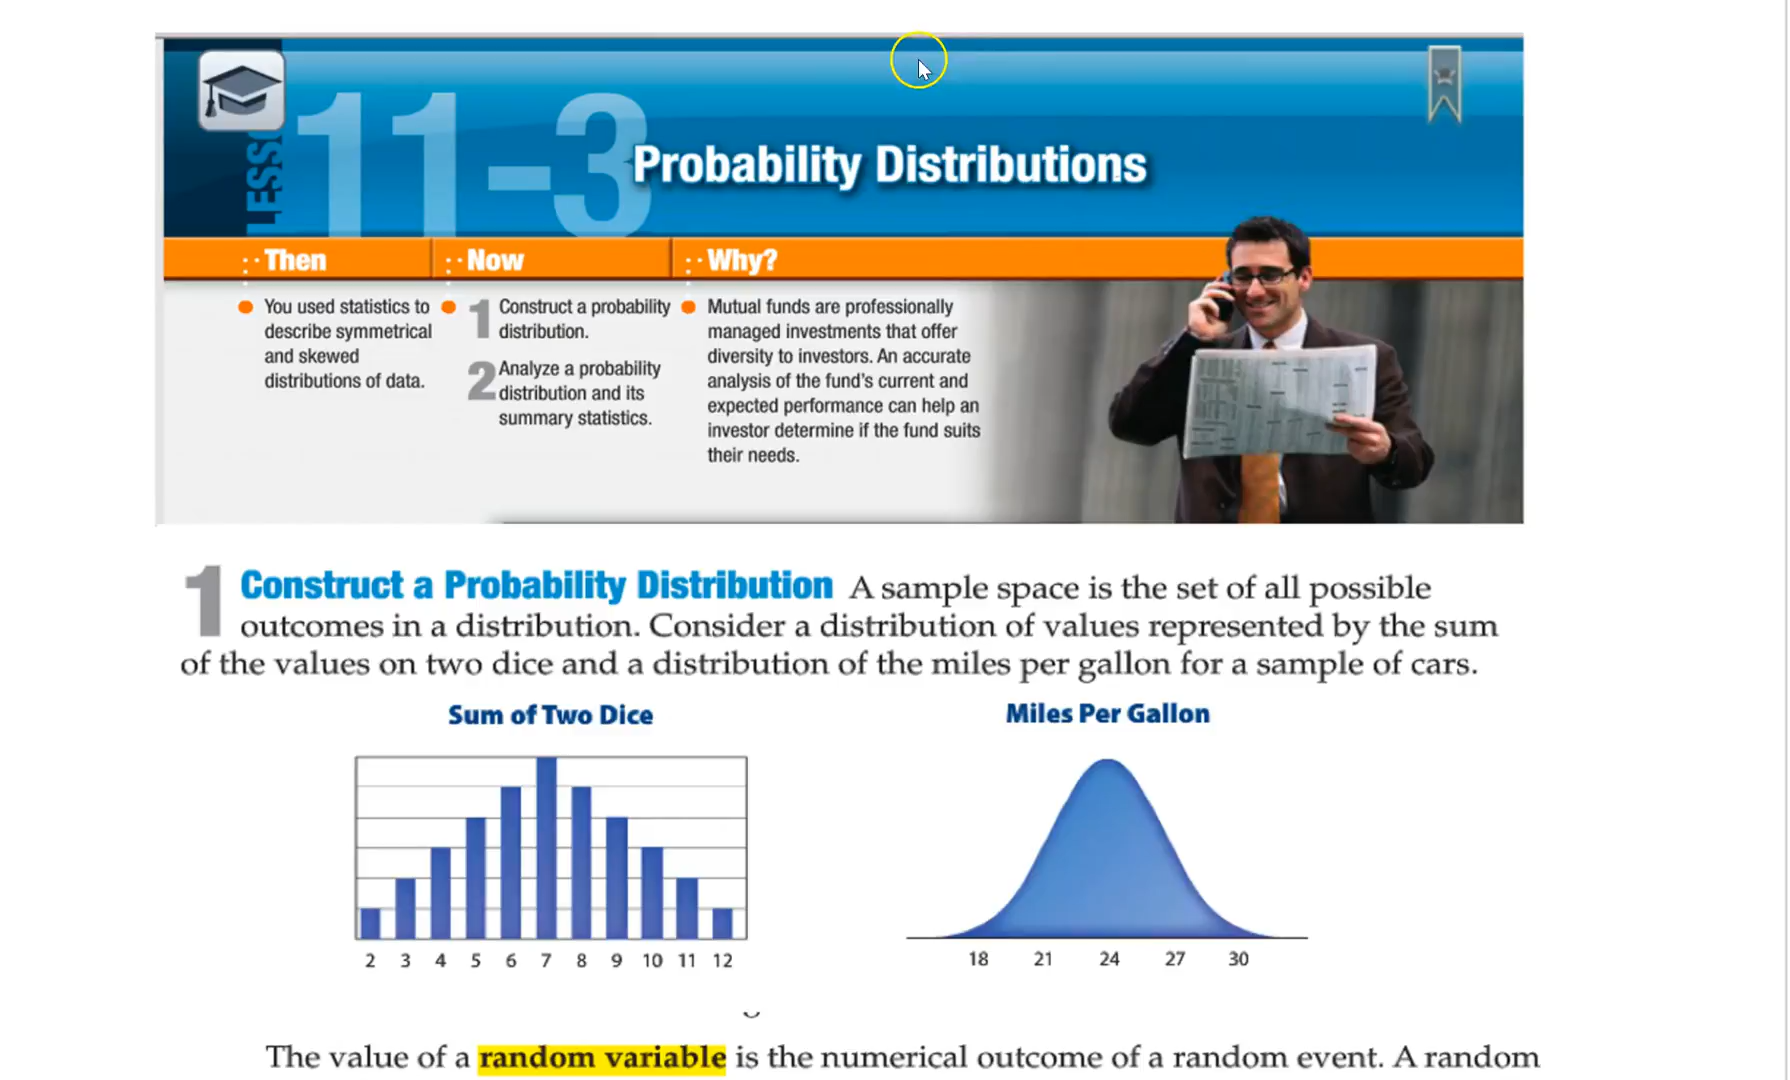 LESSO
11-3
Probability Distributions
Then
Now
Why?
You used statistics to
describe symmetrical
and skewed
distributions of data.
1 Construct a probability
distribution.
2 Analyze a probability
distribution and its
summary statistics.
Mutual funds are professionally
managed investments that offer
diversity to investors. An accurate
analysis of the fund's current and
expected performance can help an
investor determine if the fund suits
their needs.
1 Construct a Probability Distribution A sample space is the set of all possible
outcomes in a distribution. Consider a distribution of values represented by the sum
of the values on two dice and a distribution of the miles per gallon for a sample of cars.
Sum of Two Dice
2 3 4 5 6 7 8 9 10 11 12
Miles Per Gallon
18 21 24 27 30
The value of a random variable is the numerical outcome of a random event. A random